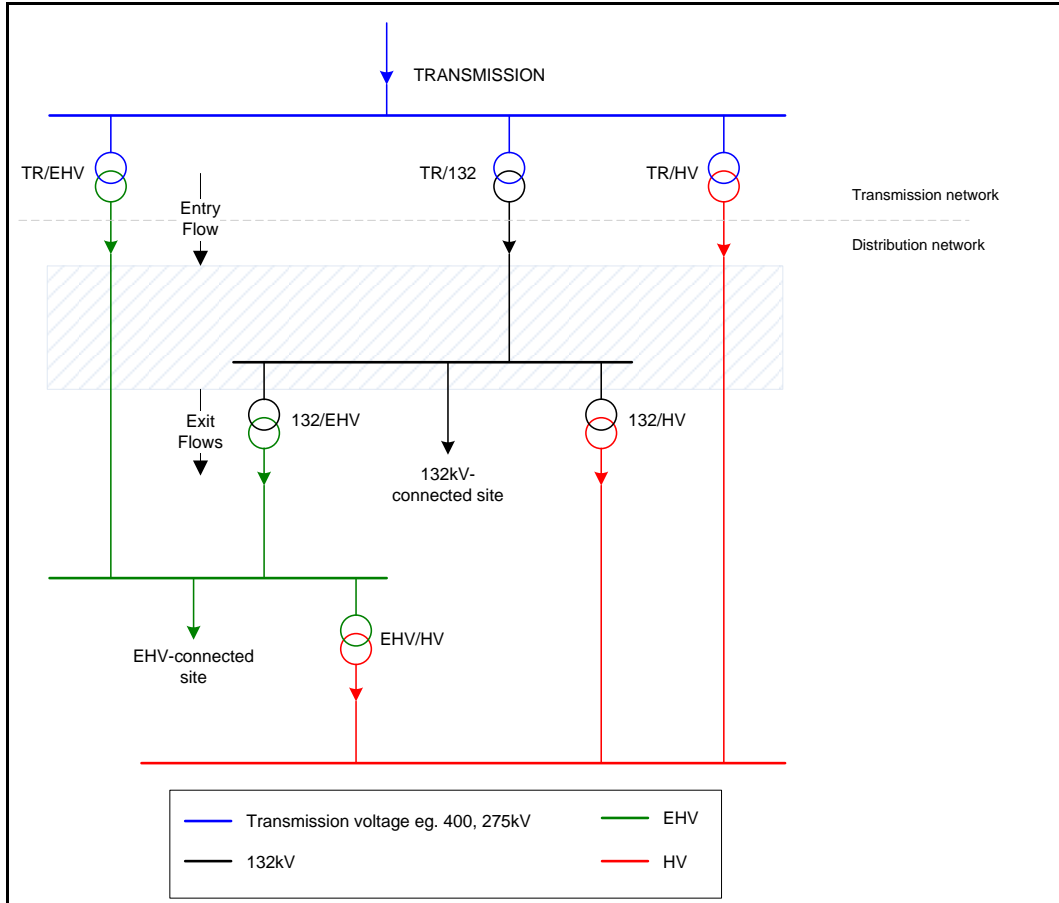 TRANSMISSION
TR/EHV
TR/132
TR/HV
Transmission network
Entry
Flow
Distribution network
Exit
Flows
132/EHV
132/HV
132kV-
connected site
EHV/HV
EHV-connected
site
Transmission voltage eg. 400, 275kV
EHV
132kV
HV